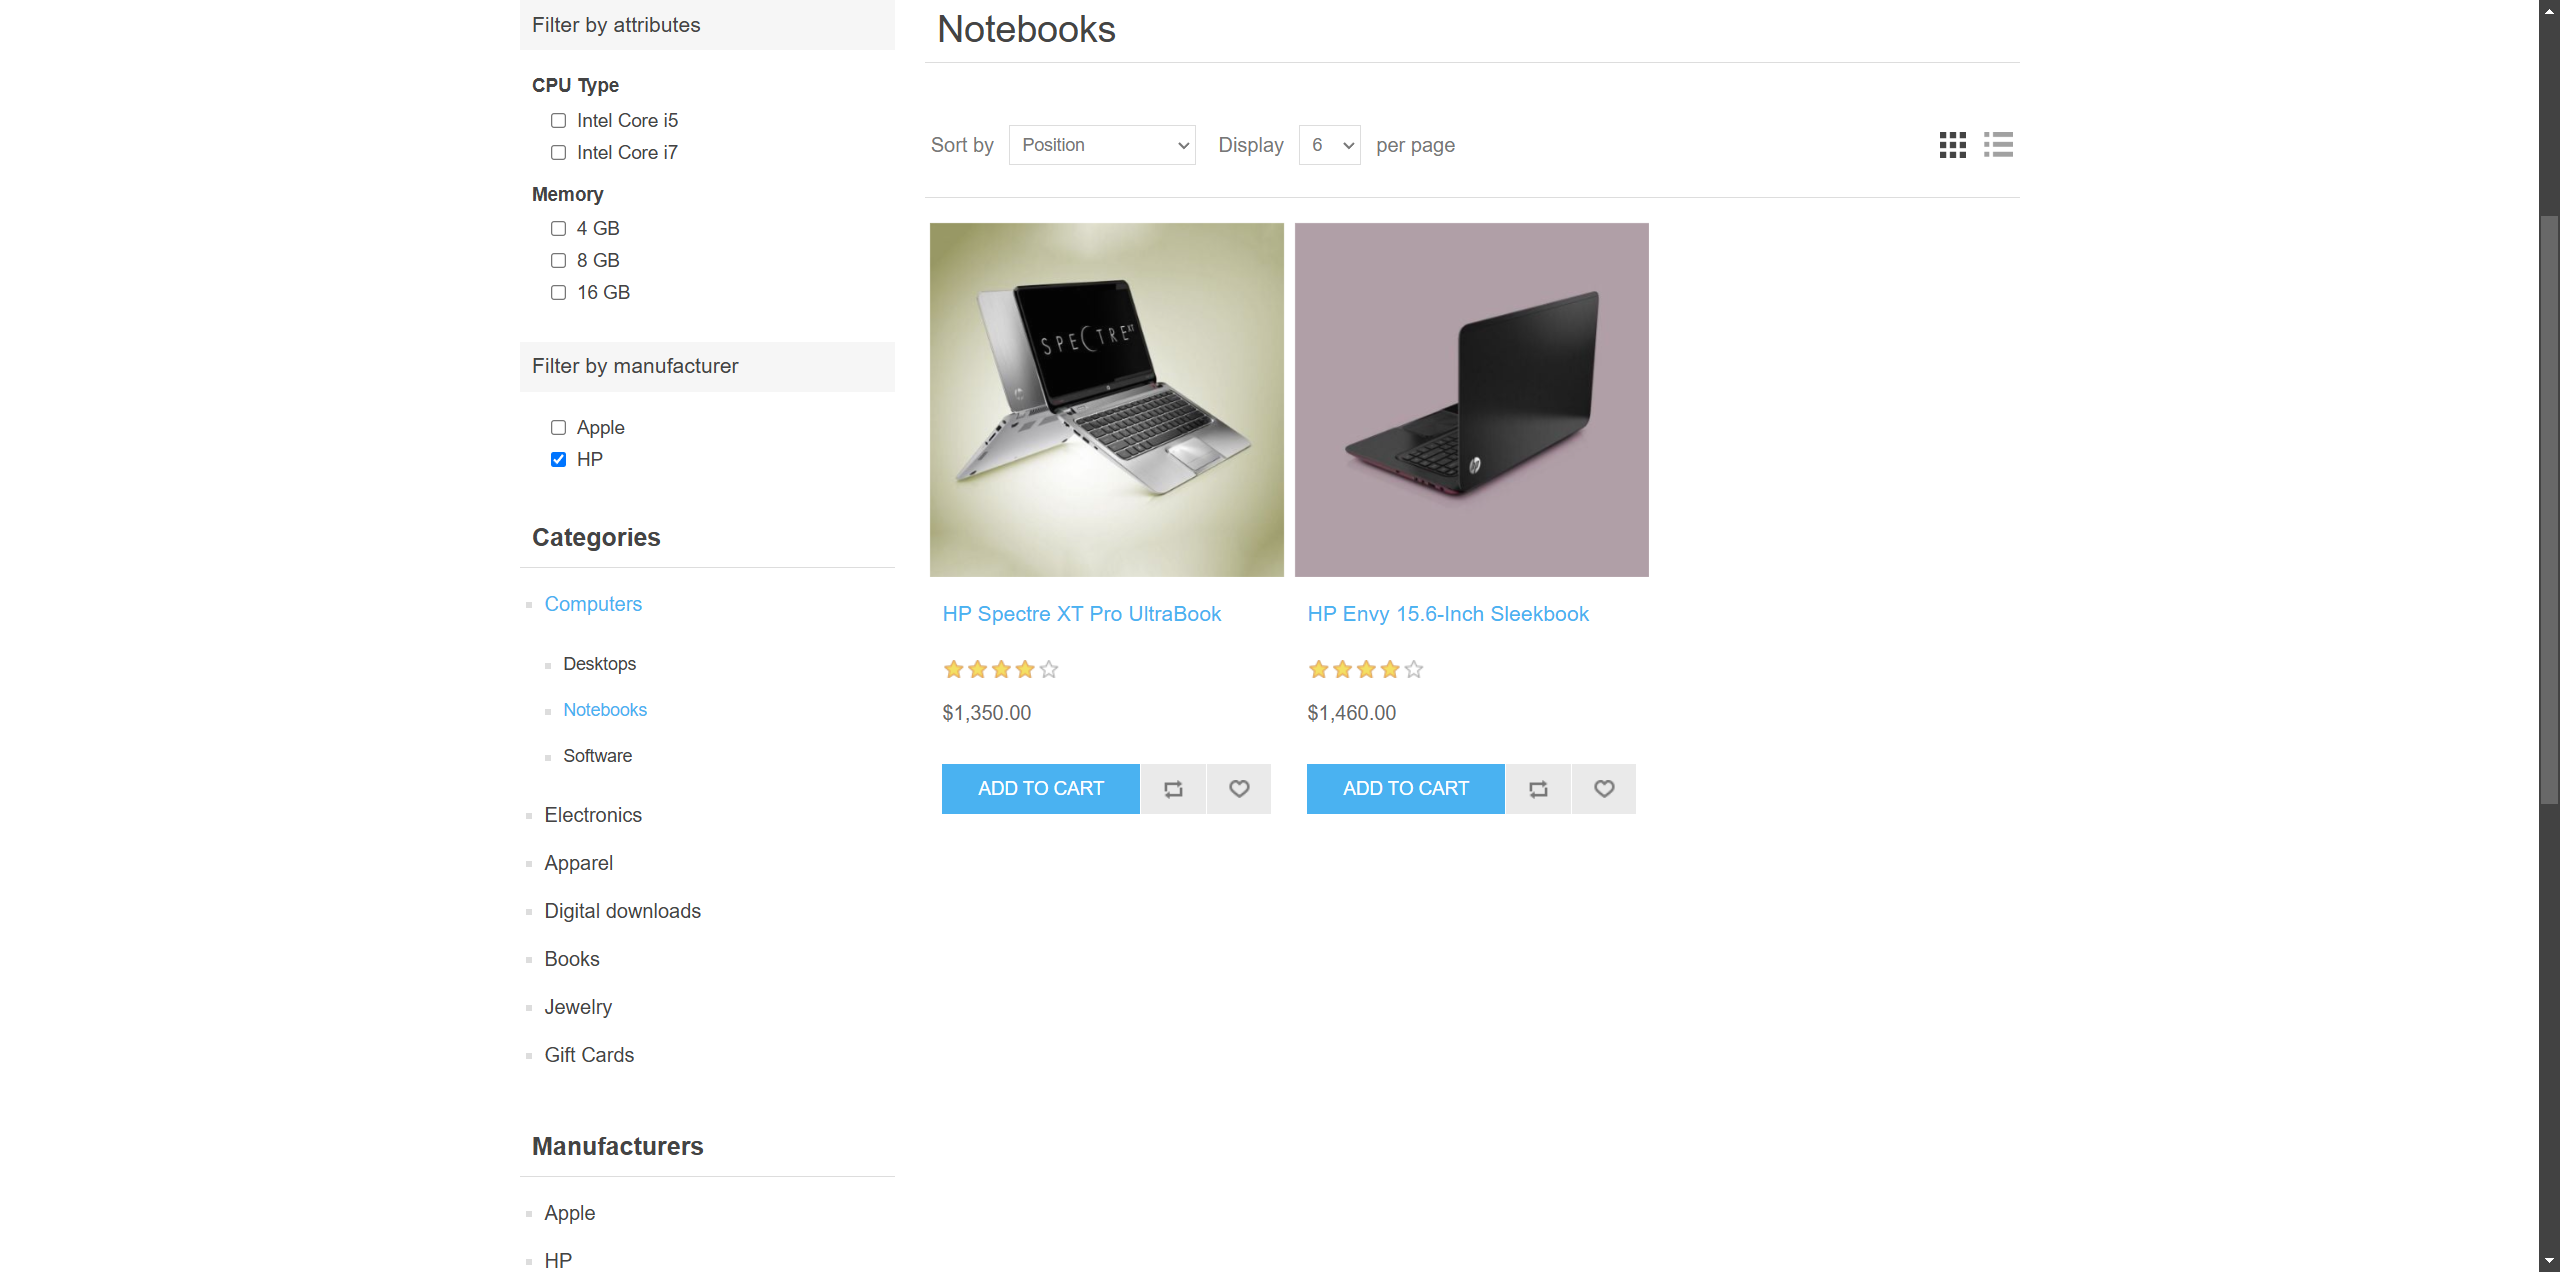 Filter by attributes
CPU Type
Intel Core i5
Intel Core i7
Memory
4 GB
8 GB
16 GB
Filter by manufacturer
Apple
HP
Categories
Computers
Desktops
Notebooks
Software
Electronics
Apparel
Digital downloads
Books
Jewelry
Gift Cards
Manufacturers
Apple
HP
Notebooks
Sort by Position Display 6 per page
SPECTRE XT
HP Spectre XT Pro UltraBook
$1,350.00
ADD TO CART
hp
HP Envy 15.6-Inch Sleekbook
$1,460.00
ADD TO CART